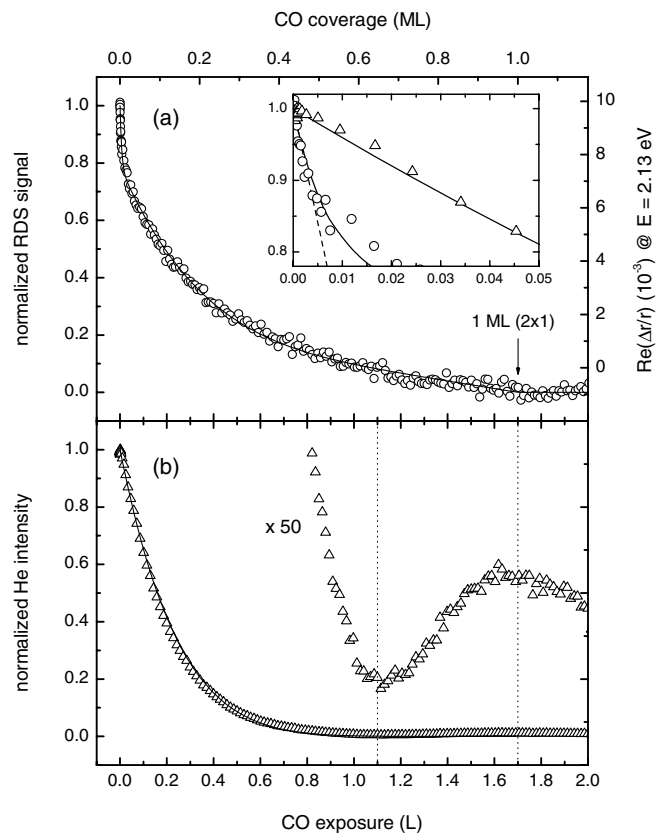 CO coverage (ML)
0.0 0.2 0.4 0.6 0.8 1.0
(a)
normalized RDS signal
1.0
0.8
0.6
0.4
0.2
0.0
1.0
0.9
0.8
0.00 0.01 0.02 0.03 0.04 0.05
1 ML (2x1)
10
8
6
4
2
0
Re(Δr/r) (10⁻³) @ E = 2.13 eV
(b)
x 50
normalized He intensity
1.0
0.8
0.6
0.4
0.2
0.0
0.0 0.2 0.4 0.6 0.8 1.0 1.2 1.4 1.6 1.8 2.0
CO exposure (L)